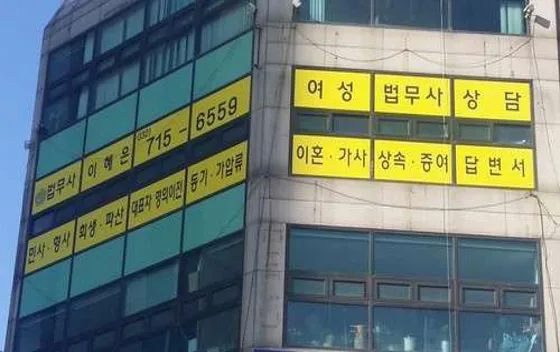 법무사 이혜은 (032) 715-6559
민사·형사 회생·파산 대표자 명의이전 등기·가압류
여성 법무사 상담
이혼·가사 상속·증여 답변서